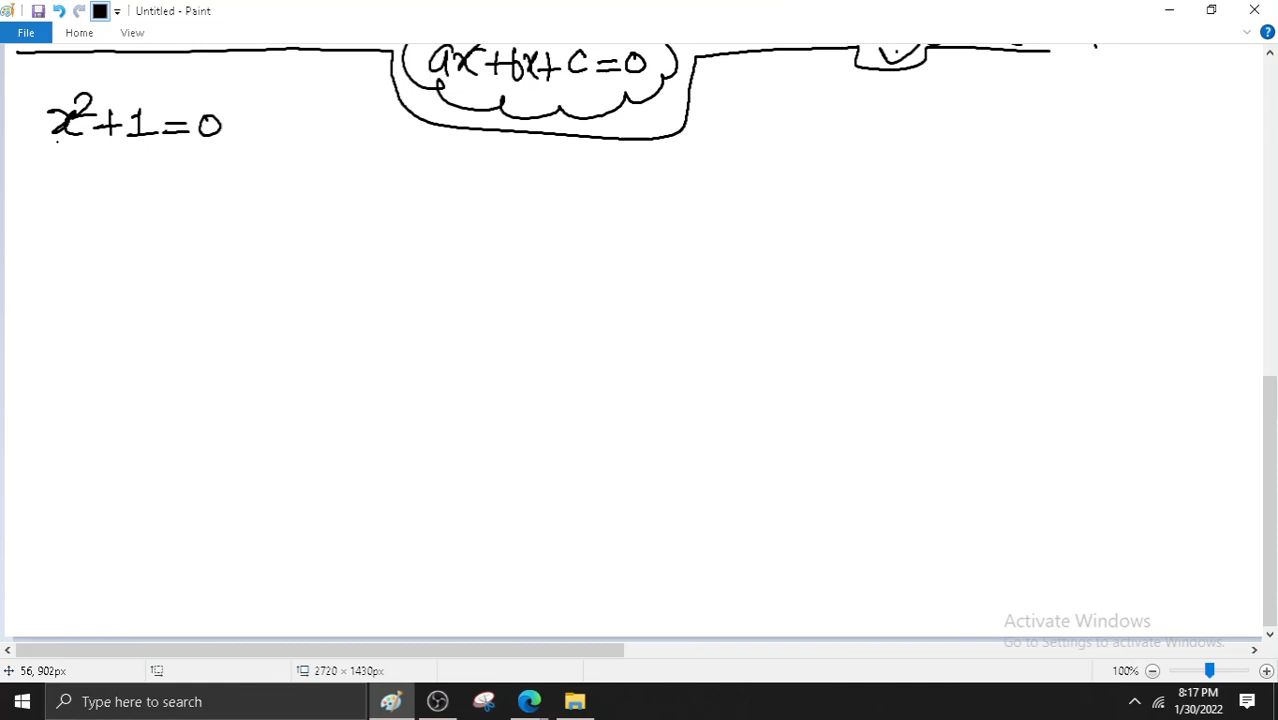 Untitled - Paint
File Home View
ax²+bx+c=0
x²+1=0
Activate Windows
Go to Settings to activate Windows.
56, 902px
2720 × 1430px
100%
Type here to search
8:17 PM
1/30/2022